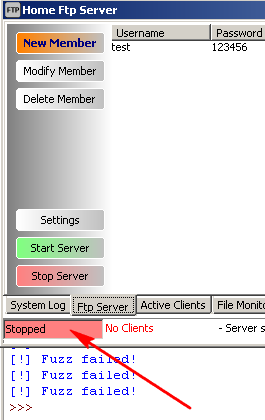 FTP Home Ftp Server
New Member
Modify Member
Delete Member
Settings
Start Server
Stop Server
Username Password
test 123456
System Log Ftp Server Active Clients File Monito
Stopped No Clients - Server s
[!] Fuzz failed!
[!] Fuzz failed!
[!] Fuzz failed!
>>>